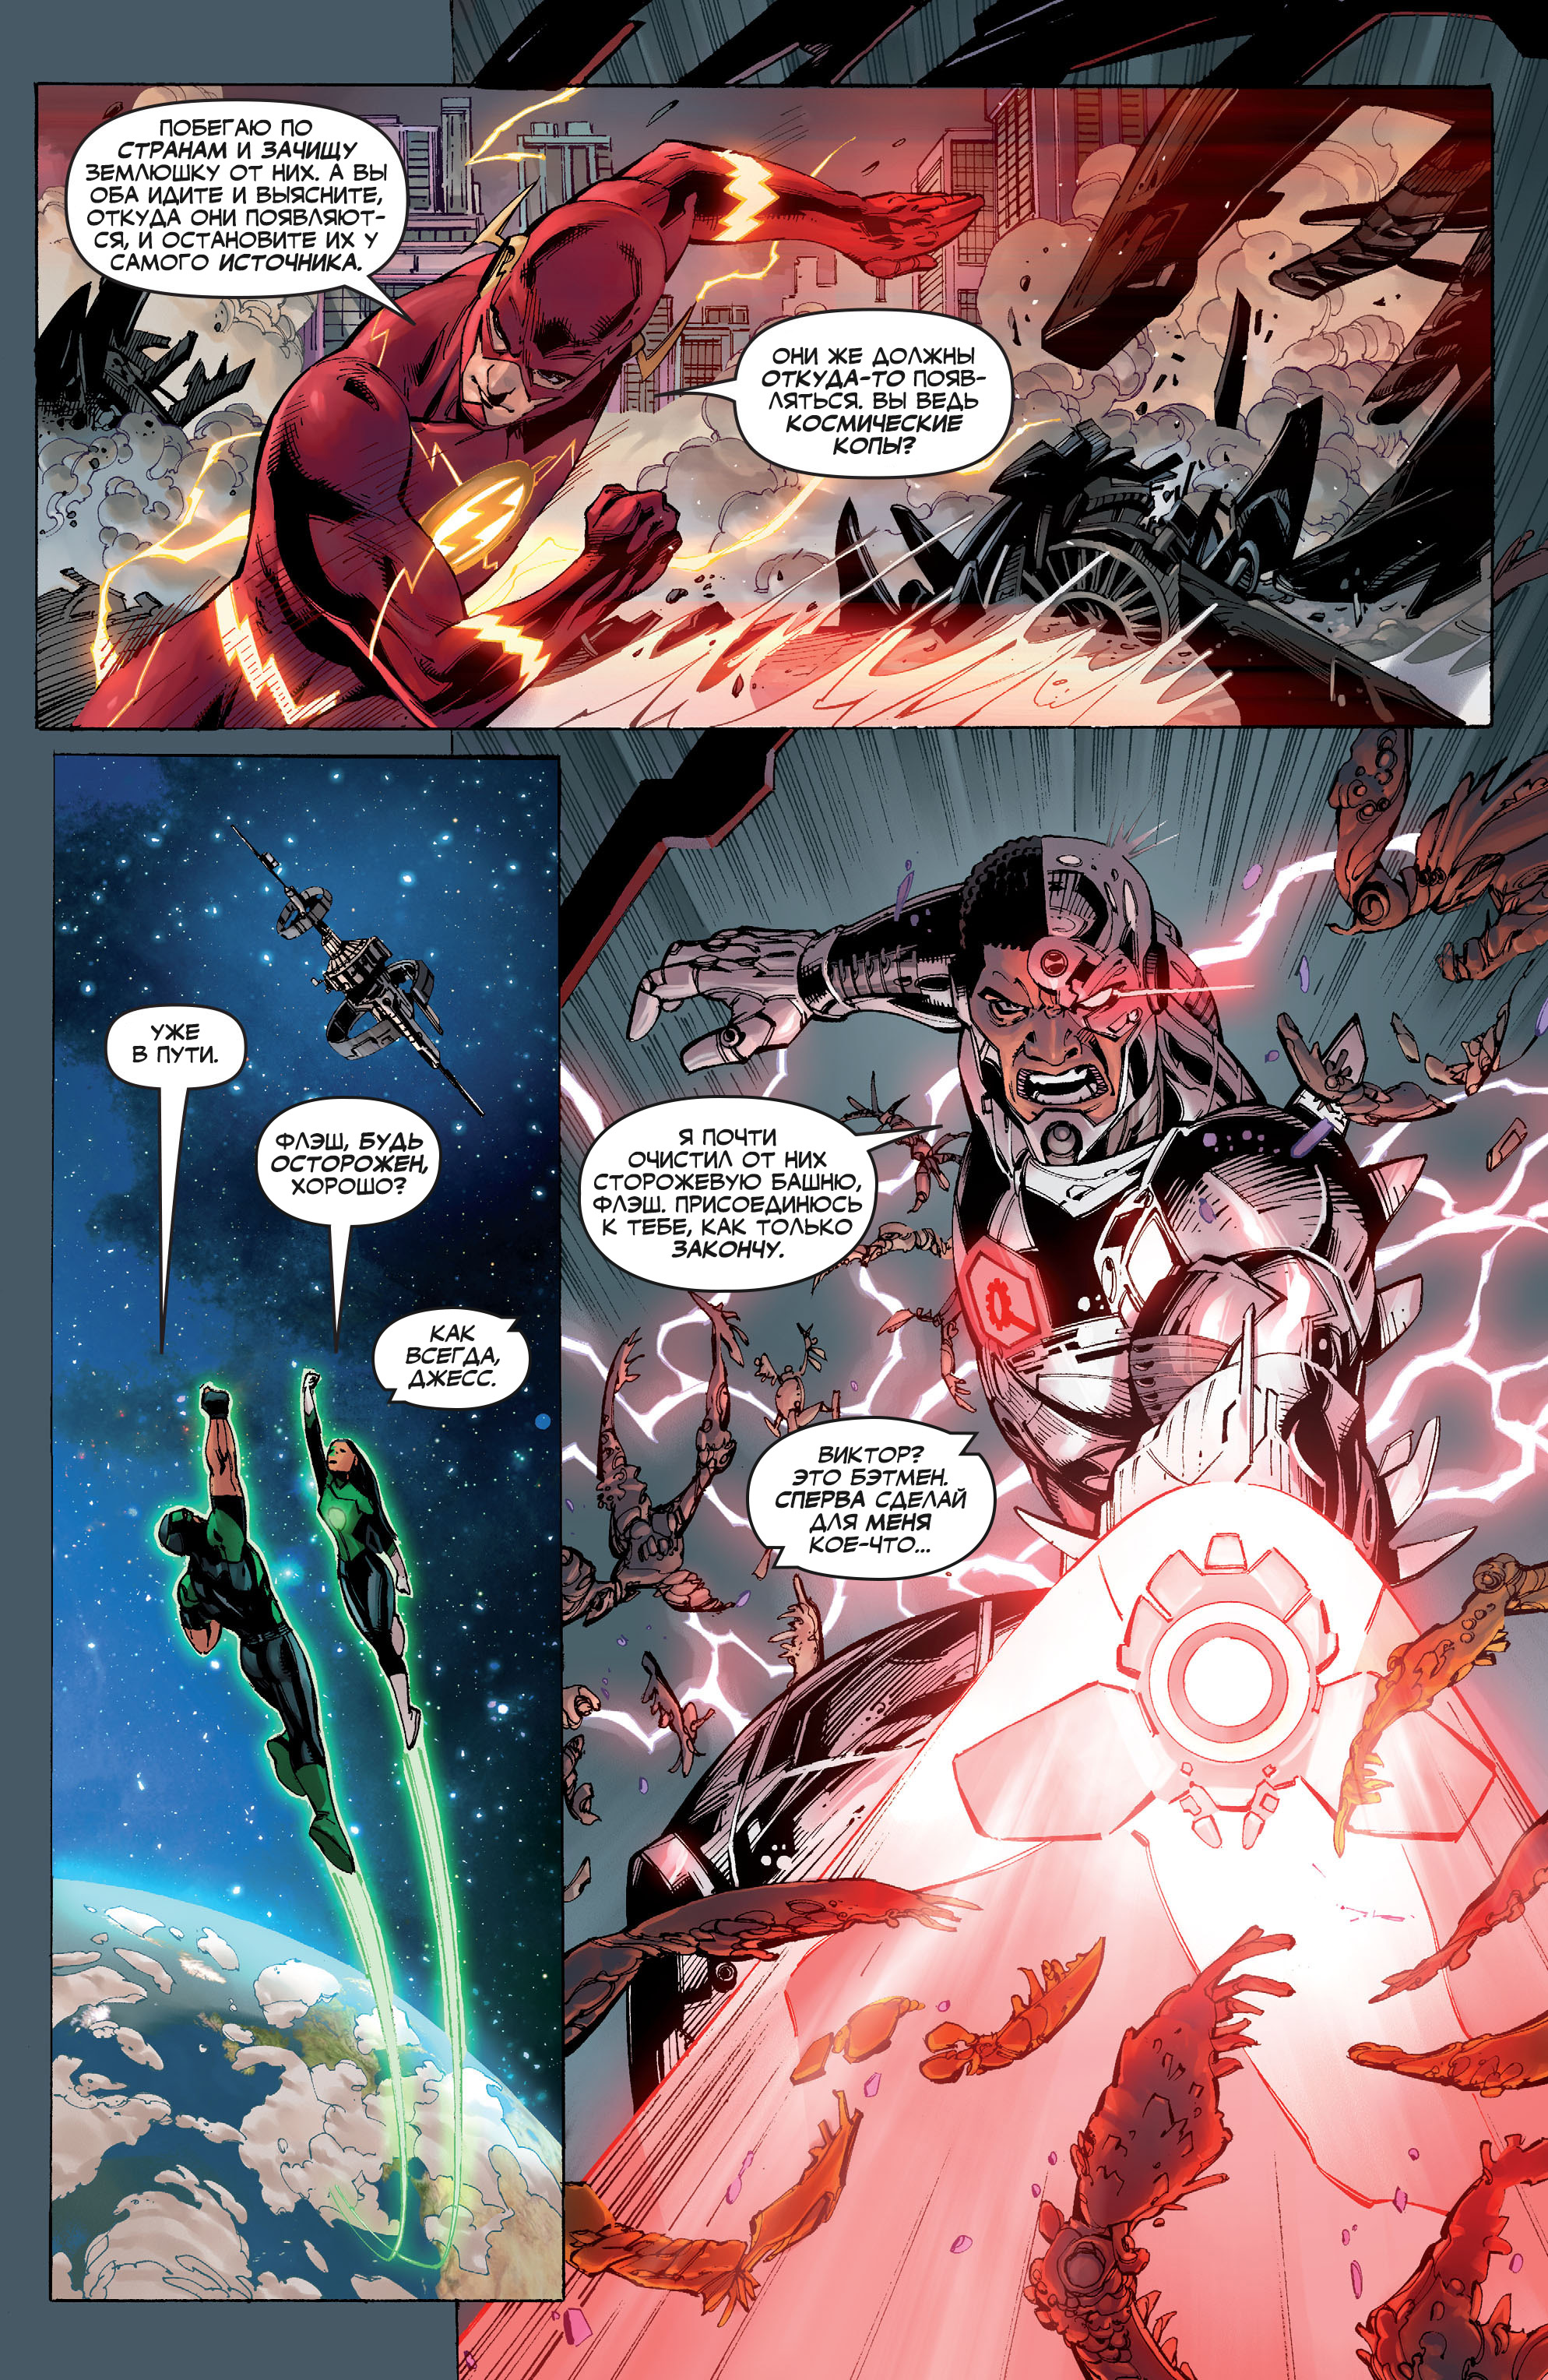 ПОБЕГАЮ ПО
СТРАНАМ И ЗАЧИЩУ
ЗЕМЛЮШКУ ОТ НИХ. А ВЫ
ОБА ИДИТЕ И ВЫЯСНИТЕ,
ОТКУДА ОНИ ПОЯВЛЯЮТ-
СЯ, И ОСТАНОВИТЕ ИХ У
САМОГО ИСТОЧНИКА.
ОНИ ЖЕ ДОЛЖНЫ
ОТКУДА-ТО ПОЯВ-
ЛЯТЬСЯ. ВЫ ВЕДЬ
КОСМИЧЕСКИЕ
КОПЫ?
УЖЕ
В ПУТИ.
ФЛЭШ, БУДЬ
ОСТОРОЖЕН,
ХОРОШО?
КАК
ВСЕГДА,
ДЖЕСС.
Я ПОЧТИ
ОЧИСТИЛ ОТ НИХ
СТОРОЖЕВУЮ БАШНЮ,
ФЛЭШ. ПРИСОЕДИНЮСЬ
К ТЕБЕ, КАК ТОЛЬКО
ЗАКОНЧУ.
ВИКТОР?
ЭТО БЭТМЕН.
СПЕРВА СДЕЛАЙ
ДЛЯ МЕНЯ
КОЕ-ЧТО...